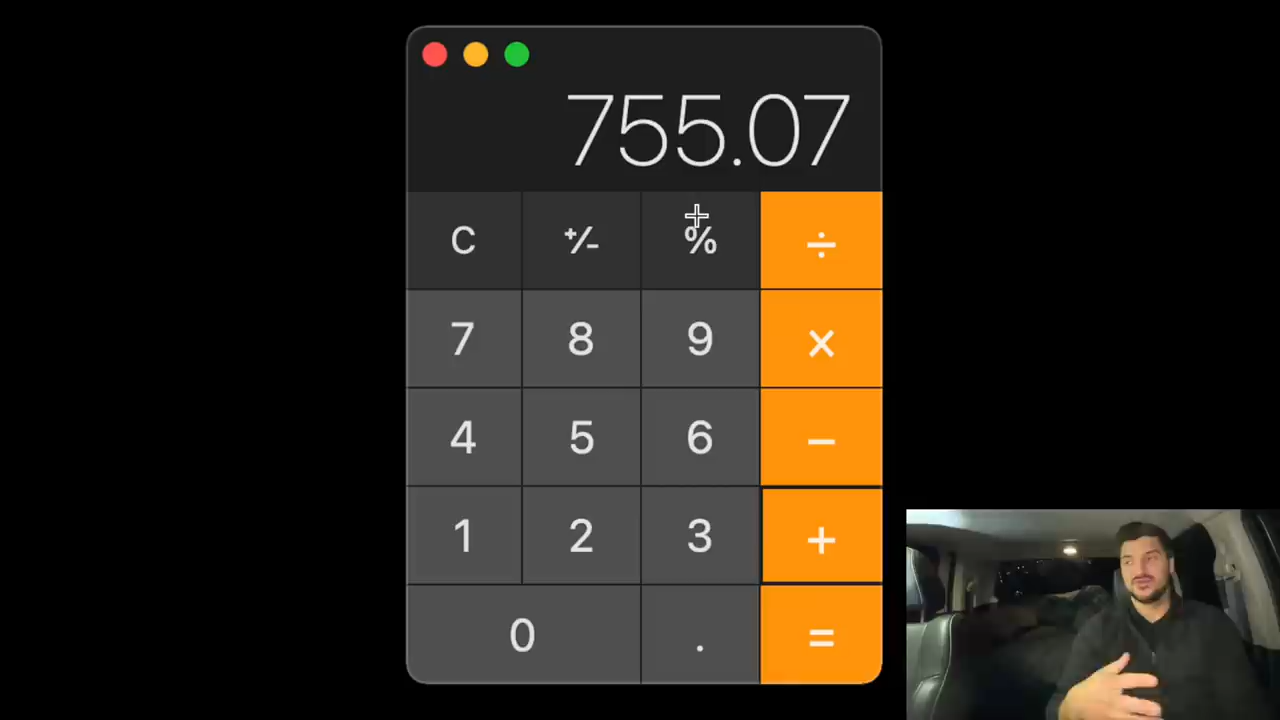 755.07
C ⁺⁄₋ % ÷
7 8 9 ×
4 5 6 −
1 2 3 +
0 . =